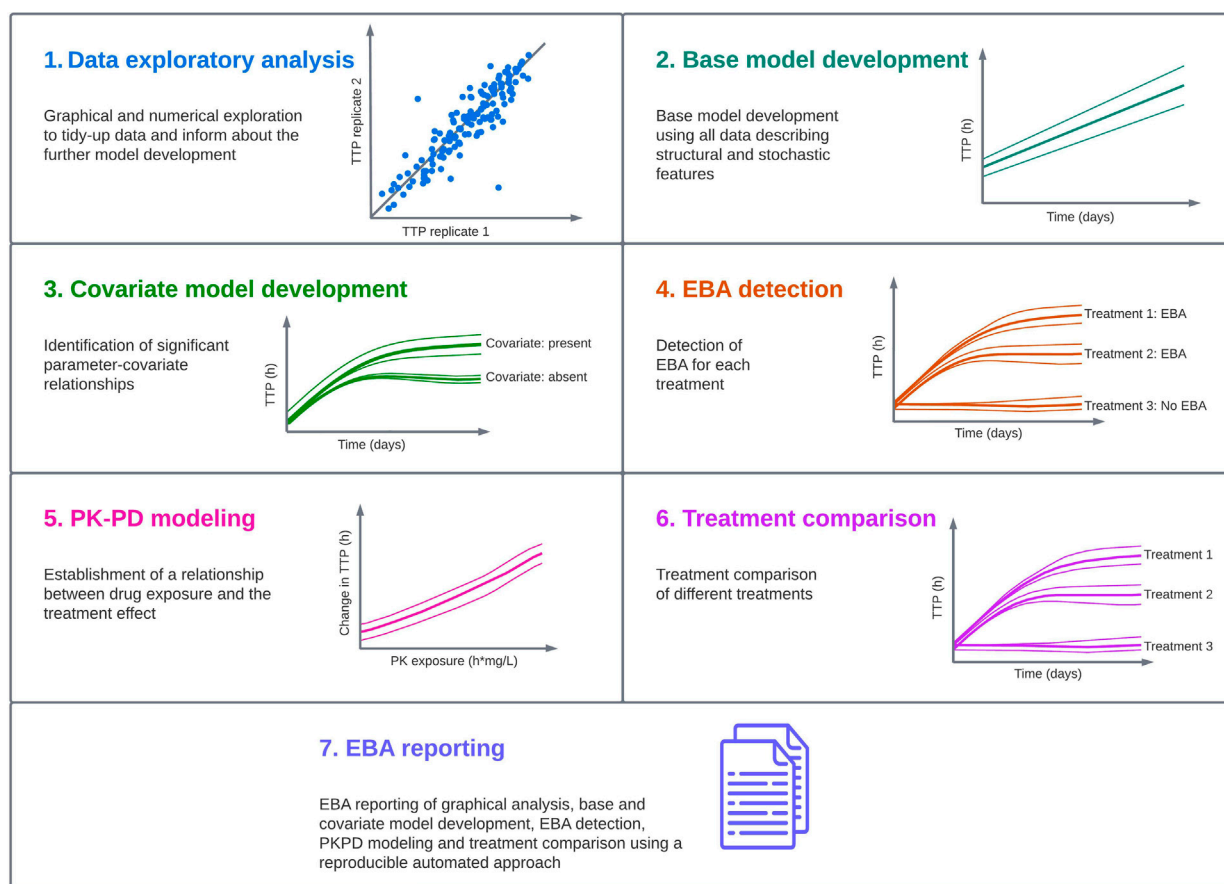 1. Data exploratory analysis
Graphical and numerical exploration
to tidy-up data and inform about the
further model development
TTP replicate 2
TTP replicate 1
2. Base model development
Base model development
using all data describing
structural and stochastic
features
TTP (h)
Time (days)
3. Covariate model development
Identification of significant
parameter-covariate
relationships
TTP (h)
Covariate: present
Covariate: absent
Time (days)
4. EBA detection
Detection of
EBA for each
treatment
TTP (h)
Treatment 1: EBA
Treatment 2: EBA
Treatment 3: No EBA
Time (days)
5. PK-PD modeling
Establishment of a relationship
between drug exposure and the
treatment effect
Change in TTP (h)
PK exposure (h*mg/L)
6. Treatment comparison
Treatment comparison
of different treatments
TTP (h)
Treatment 1
Treatment 2
Treatment 3
Time (days)
7. EBA reporting
EBA reporting of graphical analysis, base and
covariate model development, EBA detection,
PKPD modeling and treatment comparison using a
reproducible automated approach